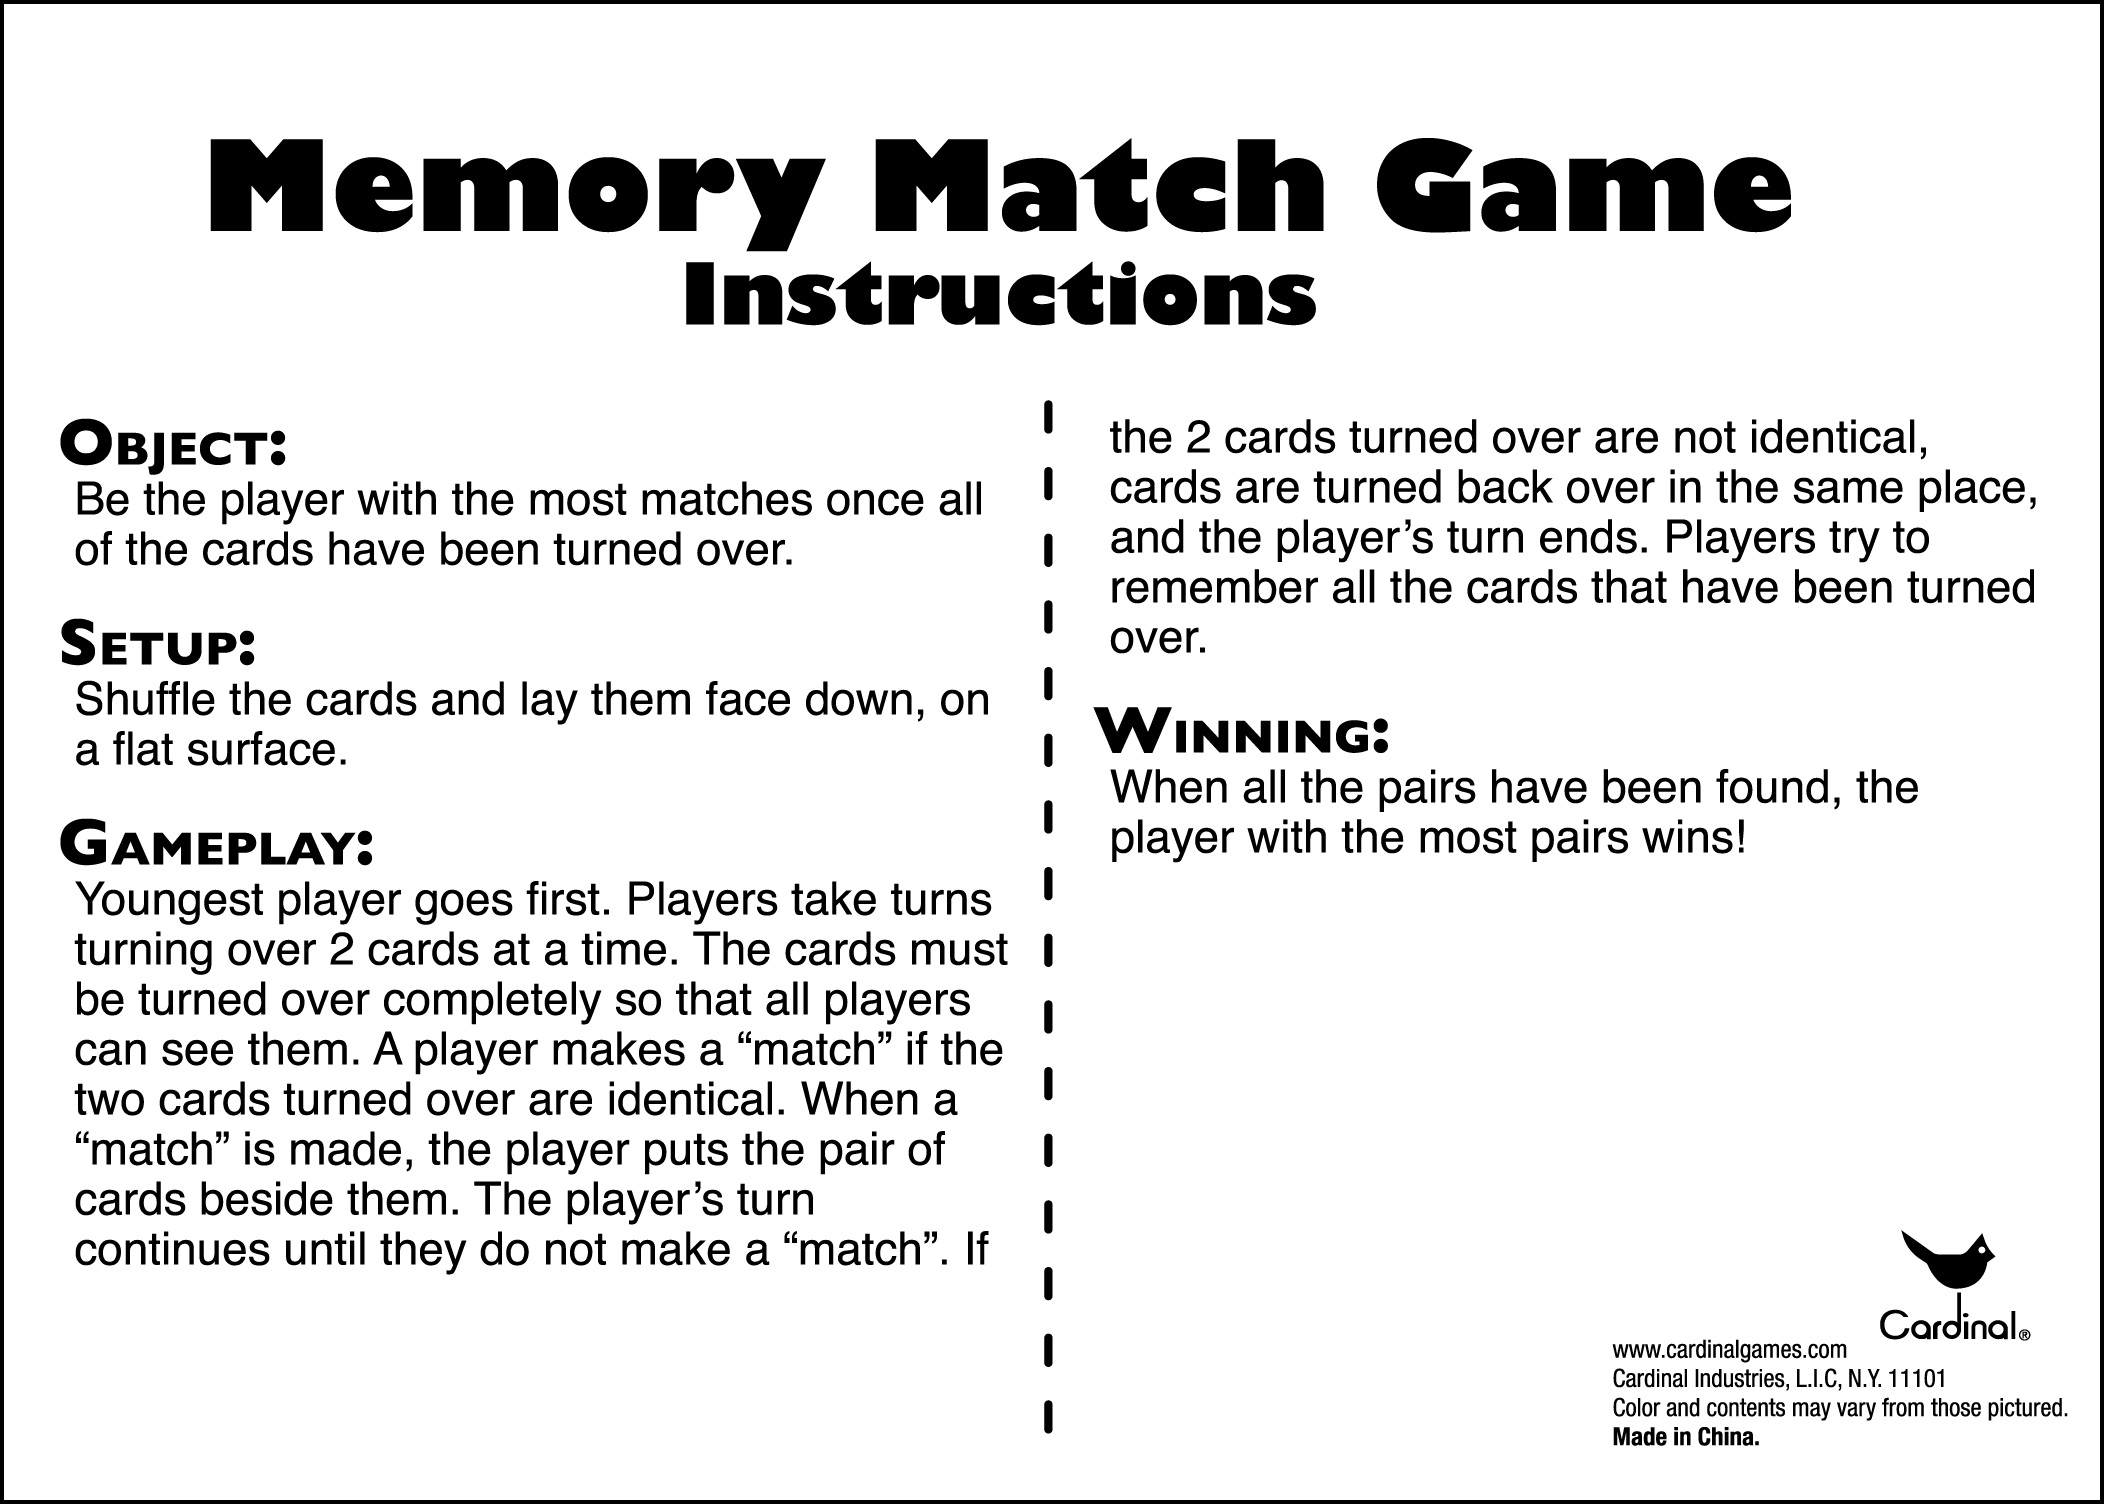 Memory Match Game
Instructions
OBJECT:
Be the player with the most matches once all
of the cards have been turned over.
SETUP:
Shuffle the cards and lay them face down, on
a flat surface.
GAMEPLAY:
Youngest player goes first. Players take turns
turning over 2 cards at a time. The cards must
be turned over completely so that all players
can see them. A player makes a “match” if the
two cards turned over are identical. When a
“match” is made, the player puts the pair of
cards beside them. The player’s turn
continues until they do not make a “match”. If
the 2 cards turned over are not identical,
cards are turned back over in the same place,
and the player’s turn ends. Players try to
remember all the cards that have been turned
over.
WINNING:
When all the pairs have been found, the
player with the most pairs wins!
Cardinal®
www.cardinalgames.com
Cardinal Industries, L.I.C, N.Y. 11101
Color and contents may vary from those pictured.
Made in China.